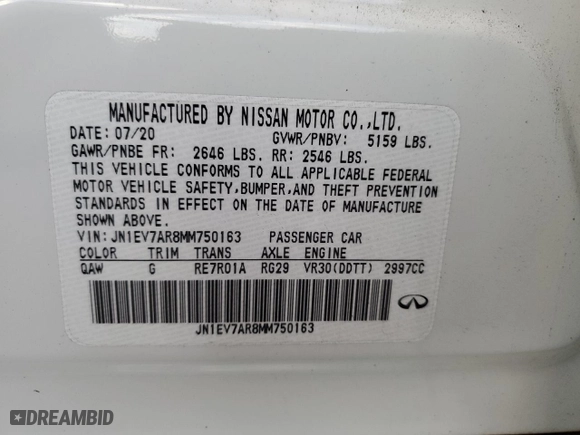 MANUFACTURED BY NISSAN MOTOR CO.,LTD.
DATE: 07/20 GVWR/PNBV: 5159 LBS.
GAWR/PNBE FR: 2646 LBS. RR: 2546 LBS.
THIS VEHICLE CONFORMS TO ALL APPLICABLE FEDERAL
MOTOR VEHICLE SAFETY,BUMPER,AND THEFT PREVENTION
STANDARDS IN EFFECT ON THE DATE OF MANUFACTURE
SHOWN ABOVE.
VIN: JN1EV7AR8MM750163 PASSENGER CAR
COLOR TRIM TRANS AXLE ENGINE
QAW G RE7R01A RG29 VR30(DDTT) 2997CC
JN1EV7AR8MM750163
DREAMBID